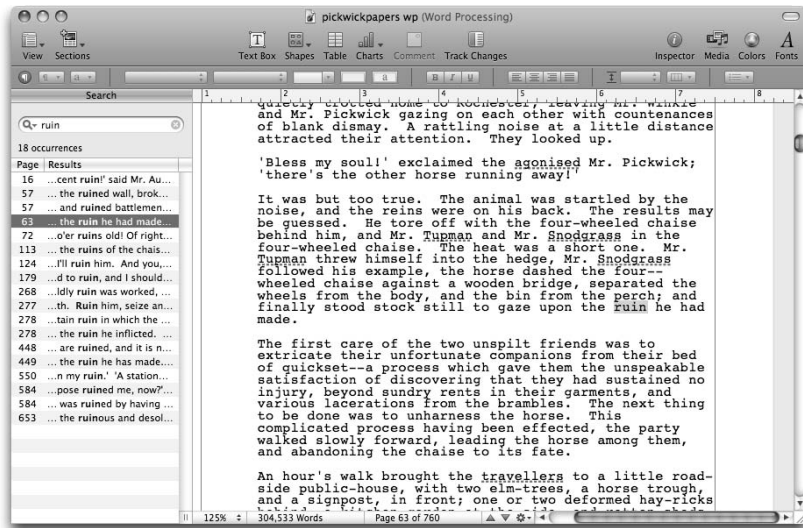 pickwickpapers wp (Word Processing)
View Sections Text Box Shapes Table Charts Comment Track Changes Inspector Media Colors Fonts
a B I U
Search
1 2 3 4 5 6 7 8
ruin
18 occurrences
Page Results
16 ...cent ruin!' said Mr. Au...
57 ... the ruined wall, brok...
57 ... and ruined battlemen...
63 ... the ruin he had made...
72 ...o'er ruins old! Of right...
113 ... the ruins of the chais...
124 ...I'll ruin him. And you,...
179 ...d to ruin, and I should...
268 ...ldly ruin was worked, ...
277 ...th. Ruin him, seize an...
278 ...tain ruin in which the ...
278 ... the ruin he inflicted. ...
448 ... are ruined, and it is n...
449 ... the ruin he has made....
550 ...n my ruin.' 'A station...
584 ...pose ruined me, now?'...
584 ... was ruined by having ...
653 ... the ruinous and desol...
quietly trotted home to Rochester, leaving Mr. Winkle
and Mr. Pickwick gazing on each other with countenances
of blank dismay. A rattling noise at a little distance
attracted their attention. They looked up.
'Bless my soul!' exclaimed the agonised Mr. Pickwick;
'there's the other horse running away!'
It was but too true. The animal was startled by the
noise, and the reins were on his back. The results may
be guessed. He tore off with the four-wheeled chaise
behind him, and Mr. Tupman and Mr. Snodgrass in the
four-wheeled chaise. The heat was a short one. Mr.
Tupman threw himself into the hedge, Mr. Snodgrass
followed his example, the horse dashed the four--
wheeled chaise against a wooden bridge, separated the
wheels from the body, and the bin from the perch; and
finally stood stock still to gaze upon the ruin he had
made.
The first care of the two unspilt friends was to
extricate their unfortunate companions from their bed
of quickset--a process which gave them the unspeakable
satisfaction of discovering that they had sustained no
injury, beyond sundry rents in their garments, and
various lacerations from the brambles. The next thing
to be done was to unharness the horse. This
complicated process having been effected, the party
walked slowly forward, leading the horse among them,
and abandoning the chaise to its fate.
An hour's walk brought the travellers to a little road-
side public-house, with two elm-trees, a horse trough,
and a signpost, in front; one or two deformed hay-ricks
125% 304,533 Words Page 63 of 760